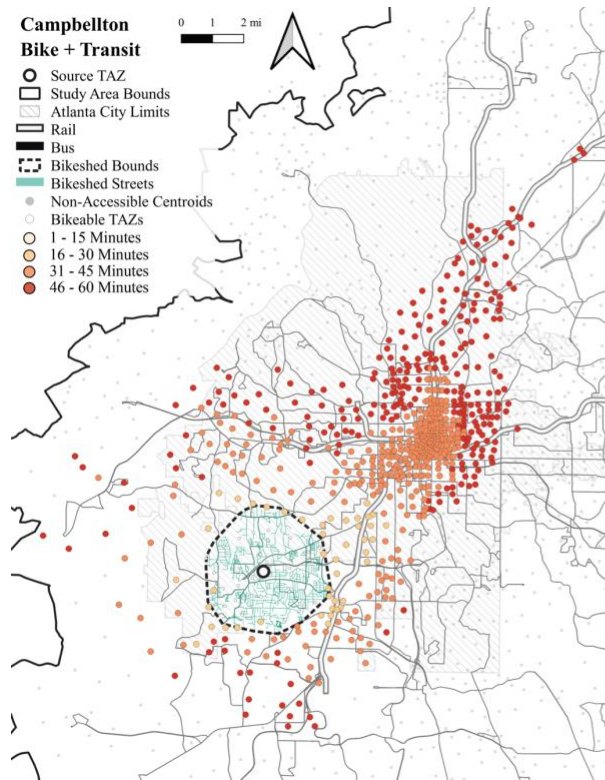 Campbellton
Bike + Transit
0 1 2 mi
Source TAZ
Study Area Bounds
Atlanta City Limits
Rail
Bus
Bikeshed Bounds
Bikeshed Streets
Non-Accessible Centroids
Bikeable TAZs
1 - 15 Minutes
16 - 30 Minutes
31 - 45 Minutes
46 - 60 Minutes